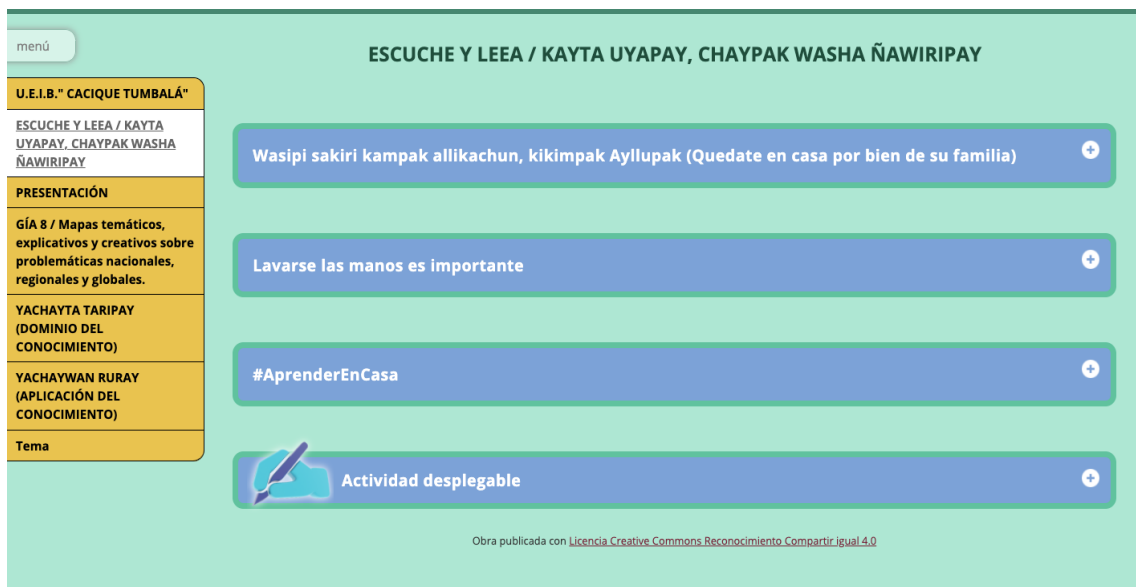 menú
U.E.I.B." CACIQUE TUMBALÁ"
ESCUCHE Y LEEA / KAYTA
UYAPAY, CHAYPAK WASHA
ÑAWIRIPAY
PRESENTACIÓN
GÍA 8 / Mapas temáticos,
explicativos y creativos sobre
problemáticas nacionales,
regionales y globales.
YACHAYTA TARIPAY
(DOMINIO DEL
CONOCIMIENTO)
YACHAYWAN RURAY
(APLICACIÓN DEL
CONOCIMIENTO)
Tema
ESCUCHE Y LEEA / KAYTA UYAPAY, CHAYPAK WASHA ÑAWIRIPAY
Wasipi sakiri kampak allikachun, kikimpak Ayllupak (Quedate en casa por bien de su familia)
Lavarse las manos es importante
#AprenderEnCasa
Actividad desplegable
Obra publicada con Licencia Creative Commons Reconocimiento Compartir igual 4.0